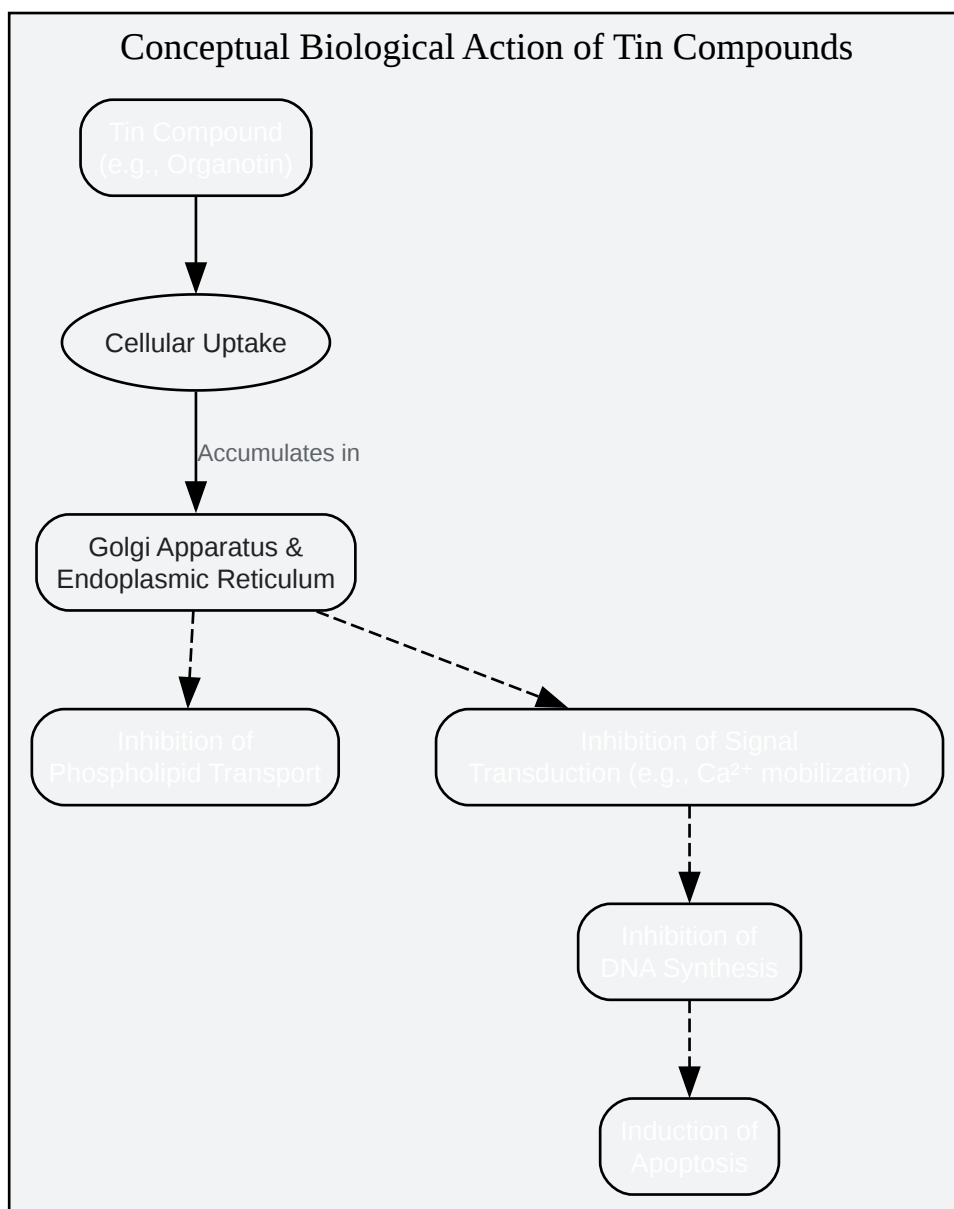 Conceptual Biological Action of Tin Compounds
Tin Compound
(e.g., Organotin)
Cellular Uptake
Accumulates in
Golgi Apparatus &
Endoplasmic Reticulum
Inhibition of
Phospholipid Transport
Inhibition of Signal
Transduction (e.g., Ca²⁺ mobilization)
Inhibition of
DNA Synthesis
Induction of
Apoptosis